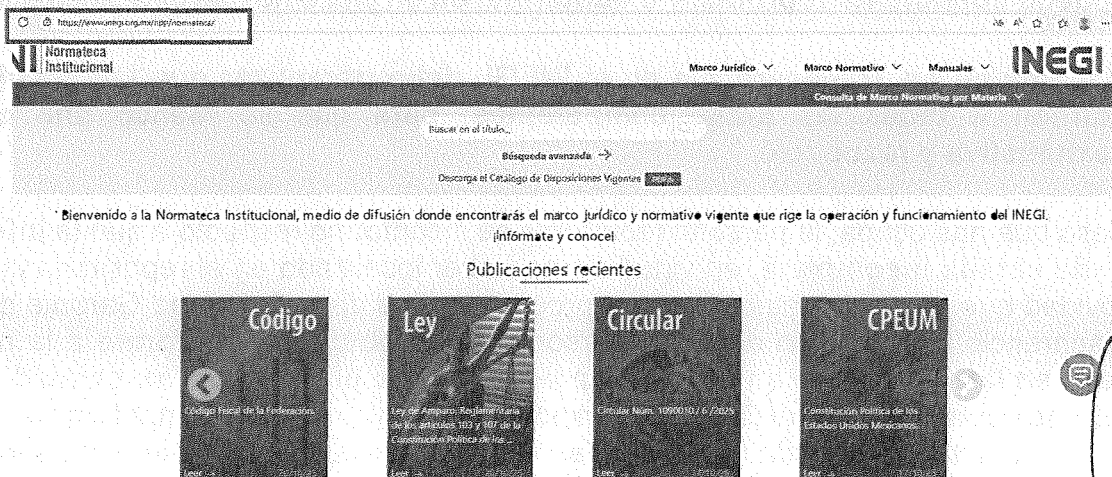 https://www.inegi.org.mx/app/normateca/
NI Normateca
Institucional
Marco Jurídico
Marco Normativo
Manuales
INEGI
Consulta de Marco Normativo por Materia
Buscar en el título...
Búsqueda avanzada →
Descarga el Catálogo de Disposiciones Vigentes
Bienvenido a la Normateca Institucional, medio de difusión donde encontrarás el marco jurídico y normativo vigente que rige la operación y funcionamiento del INEGI.
¡Infórmate y conoce!
Publicaciones recientes
Código
Ley
Circular
CPEUM
Código Fiscal de la Federación.
Ley de Amparo, Reglamentaria
de los artículos 103 y 107 de la
Constitución Política de los ...
Circular Núm. 1090010 / 6 /2025
Constitución Política de los
Estados Unidos Mexicanos.
Leer →
Leer →
Leer →
Leer →